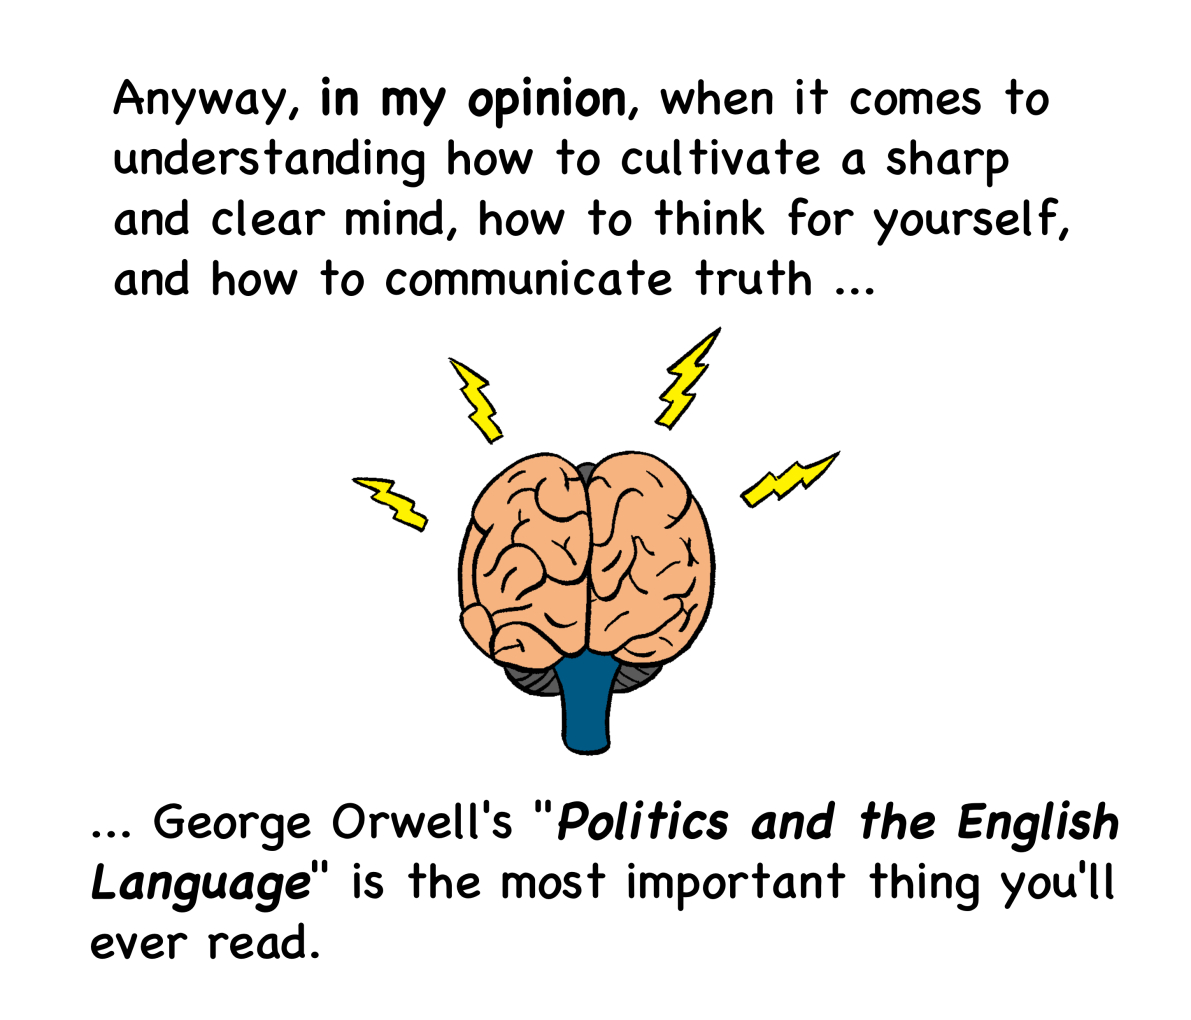 Anyway, in my opinion, when it comes to
understanding how to cultivate a sharp
and clear mind, how to think for yourself,
and how to communicate truth ...
... George Orwell's "Politics and the English
Language" is the most important thing you'll
ever read.